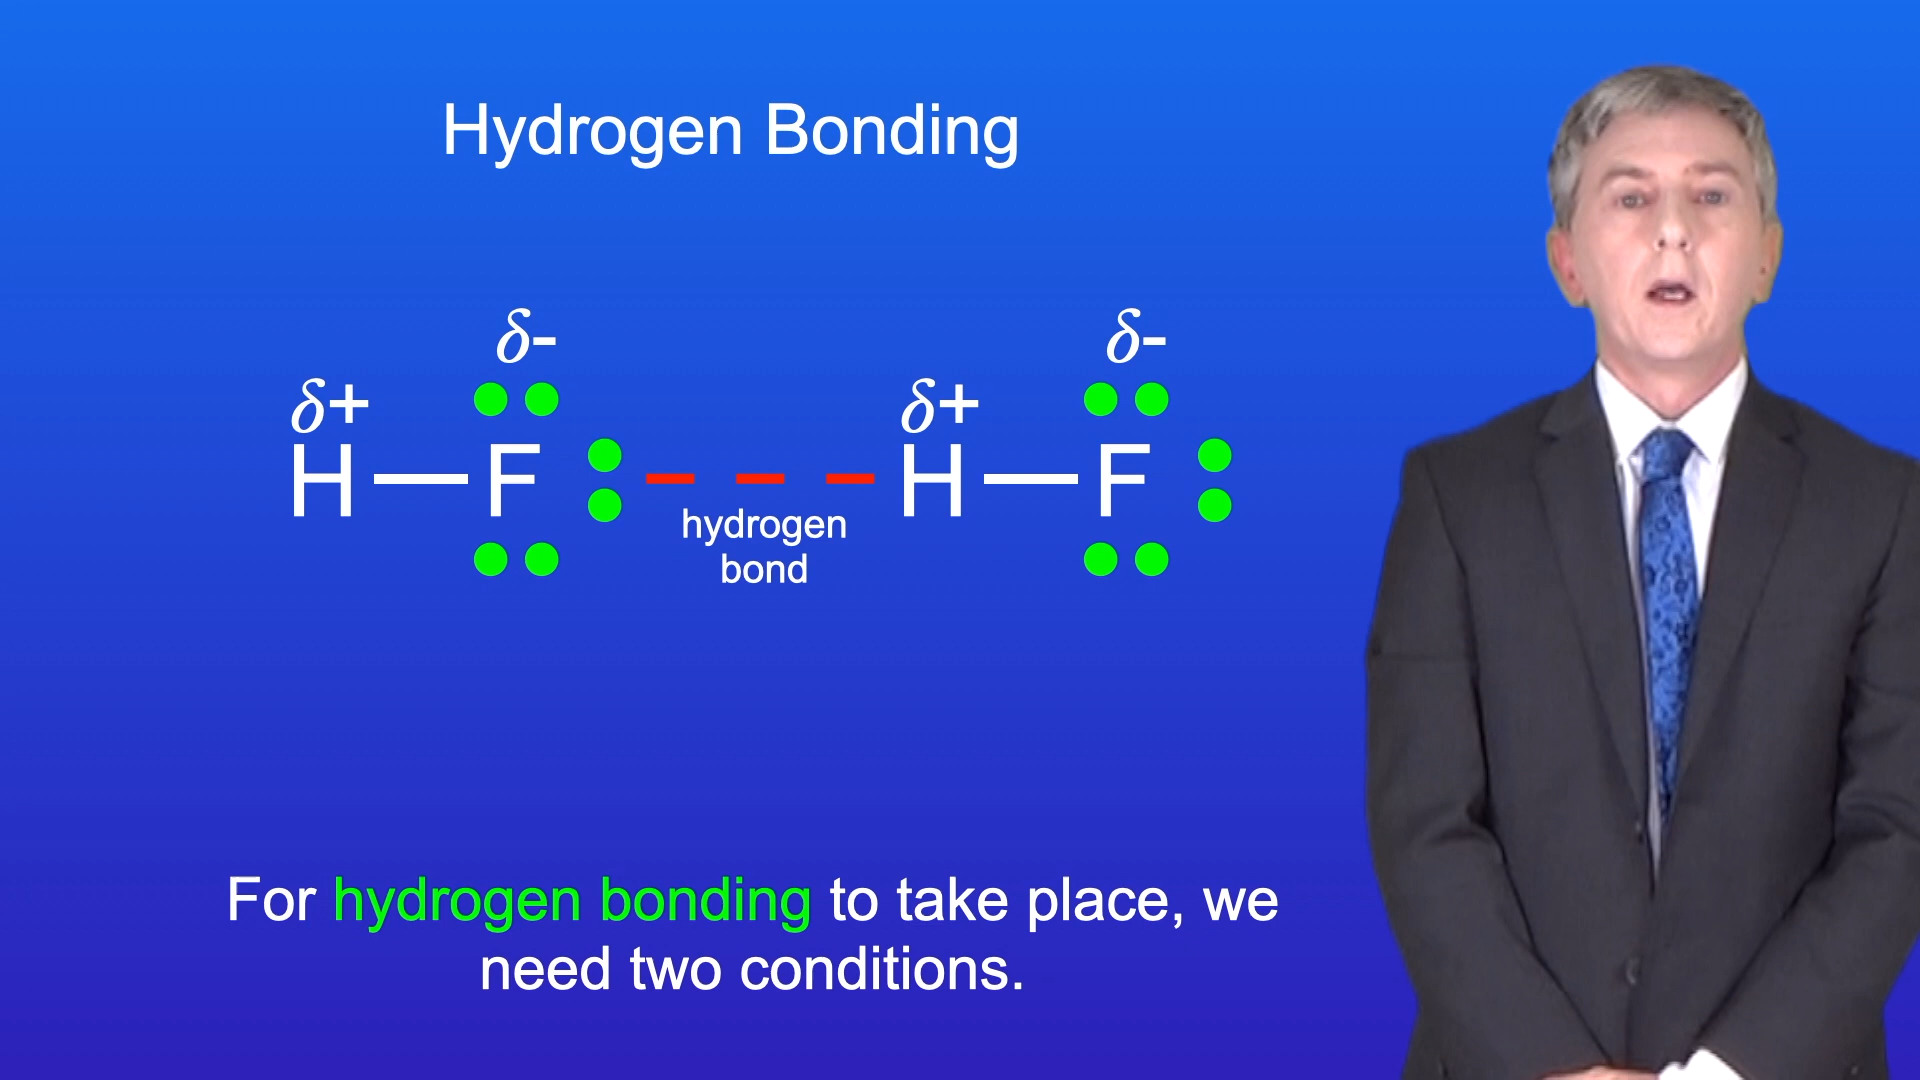 Hydrogen Bonding
δ- δ-
δ+ δ+
H F H F
hydrogen
bond
For hydrogen bonding to take place, we
need two conditions.